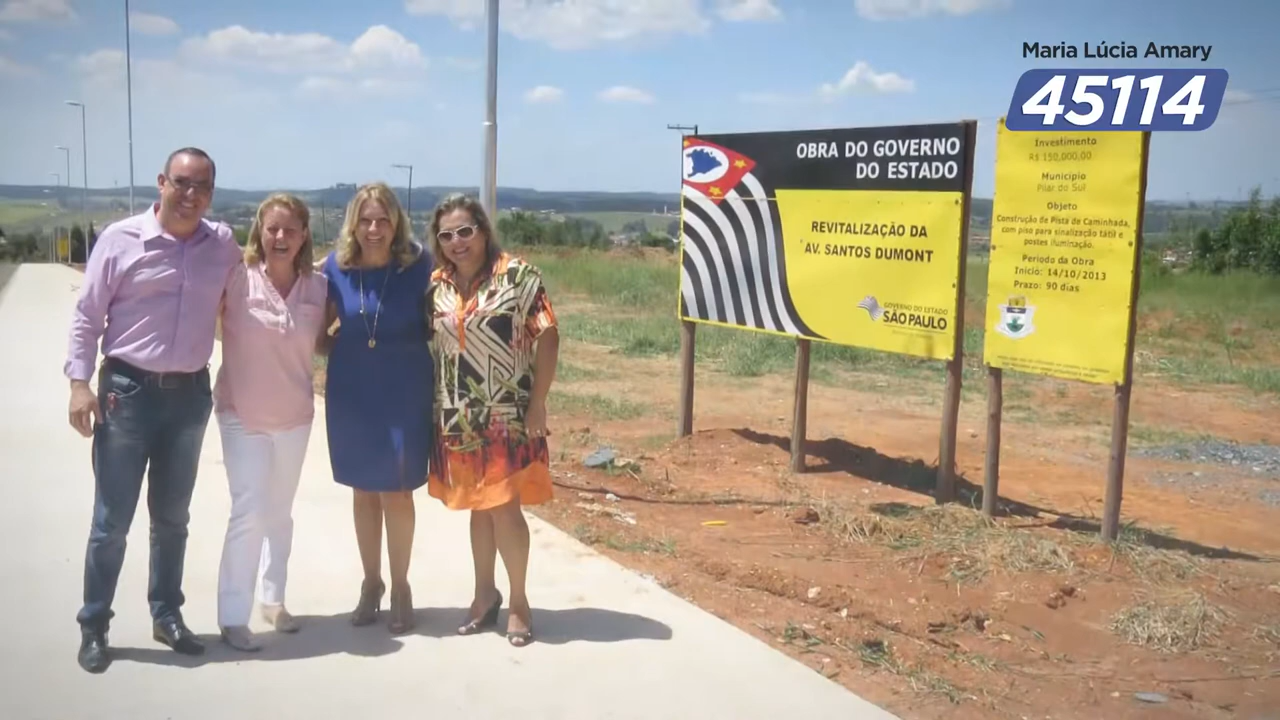 Maria Lúcia Amary
45114
OBRA DO GOVERNO
DO ESTADO
REVITALIZAÇÃO DA
AV. SANTOS DUMONT
GOVERNO DO ESTADO
SÃO PAULO
Investimento
R$ 150.000,00
Município
Pilar do Sul
Objeto
Construção de Pista de Caminhada,
com piso para sinalização tátil e
postes iluminação.
Período da Obra
Início: 14/10/2013
Prazo: 90 dias